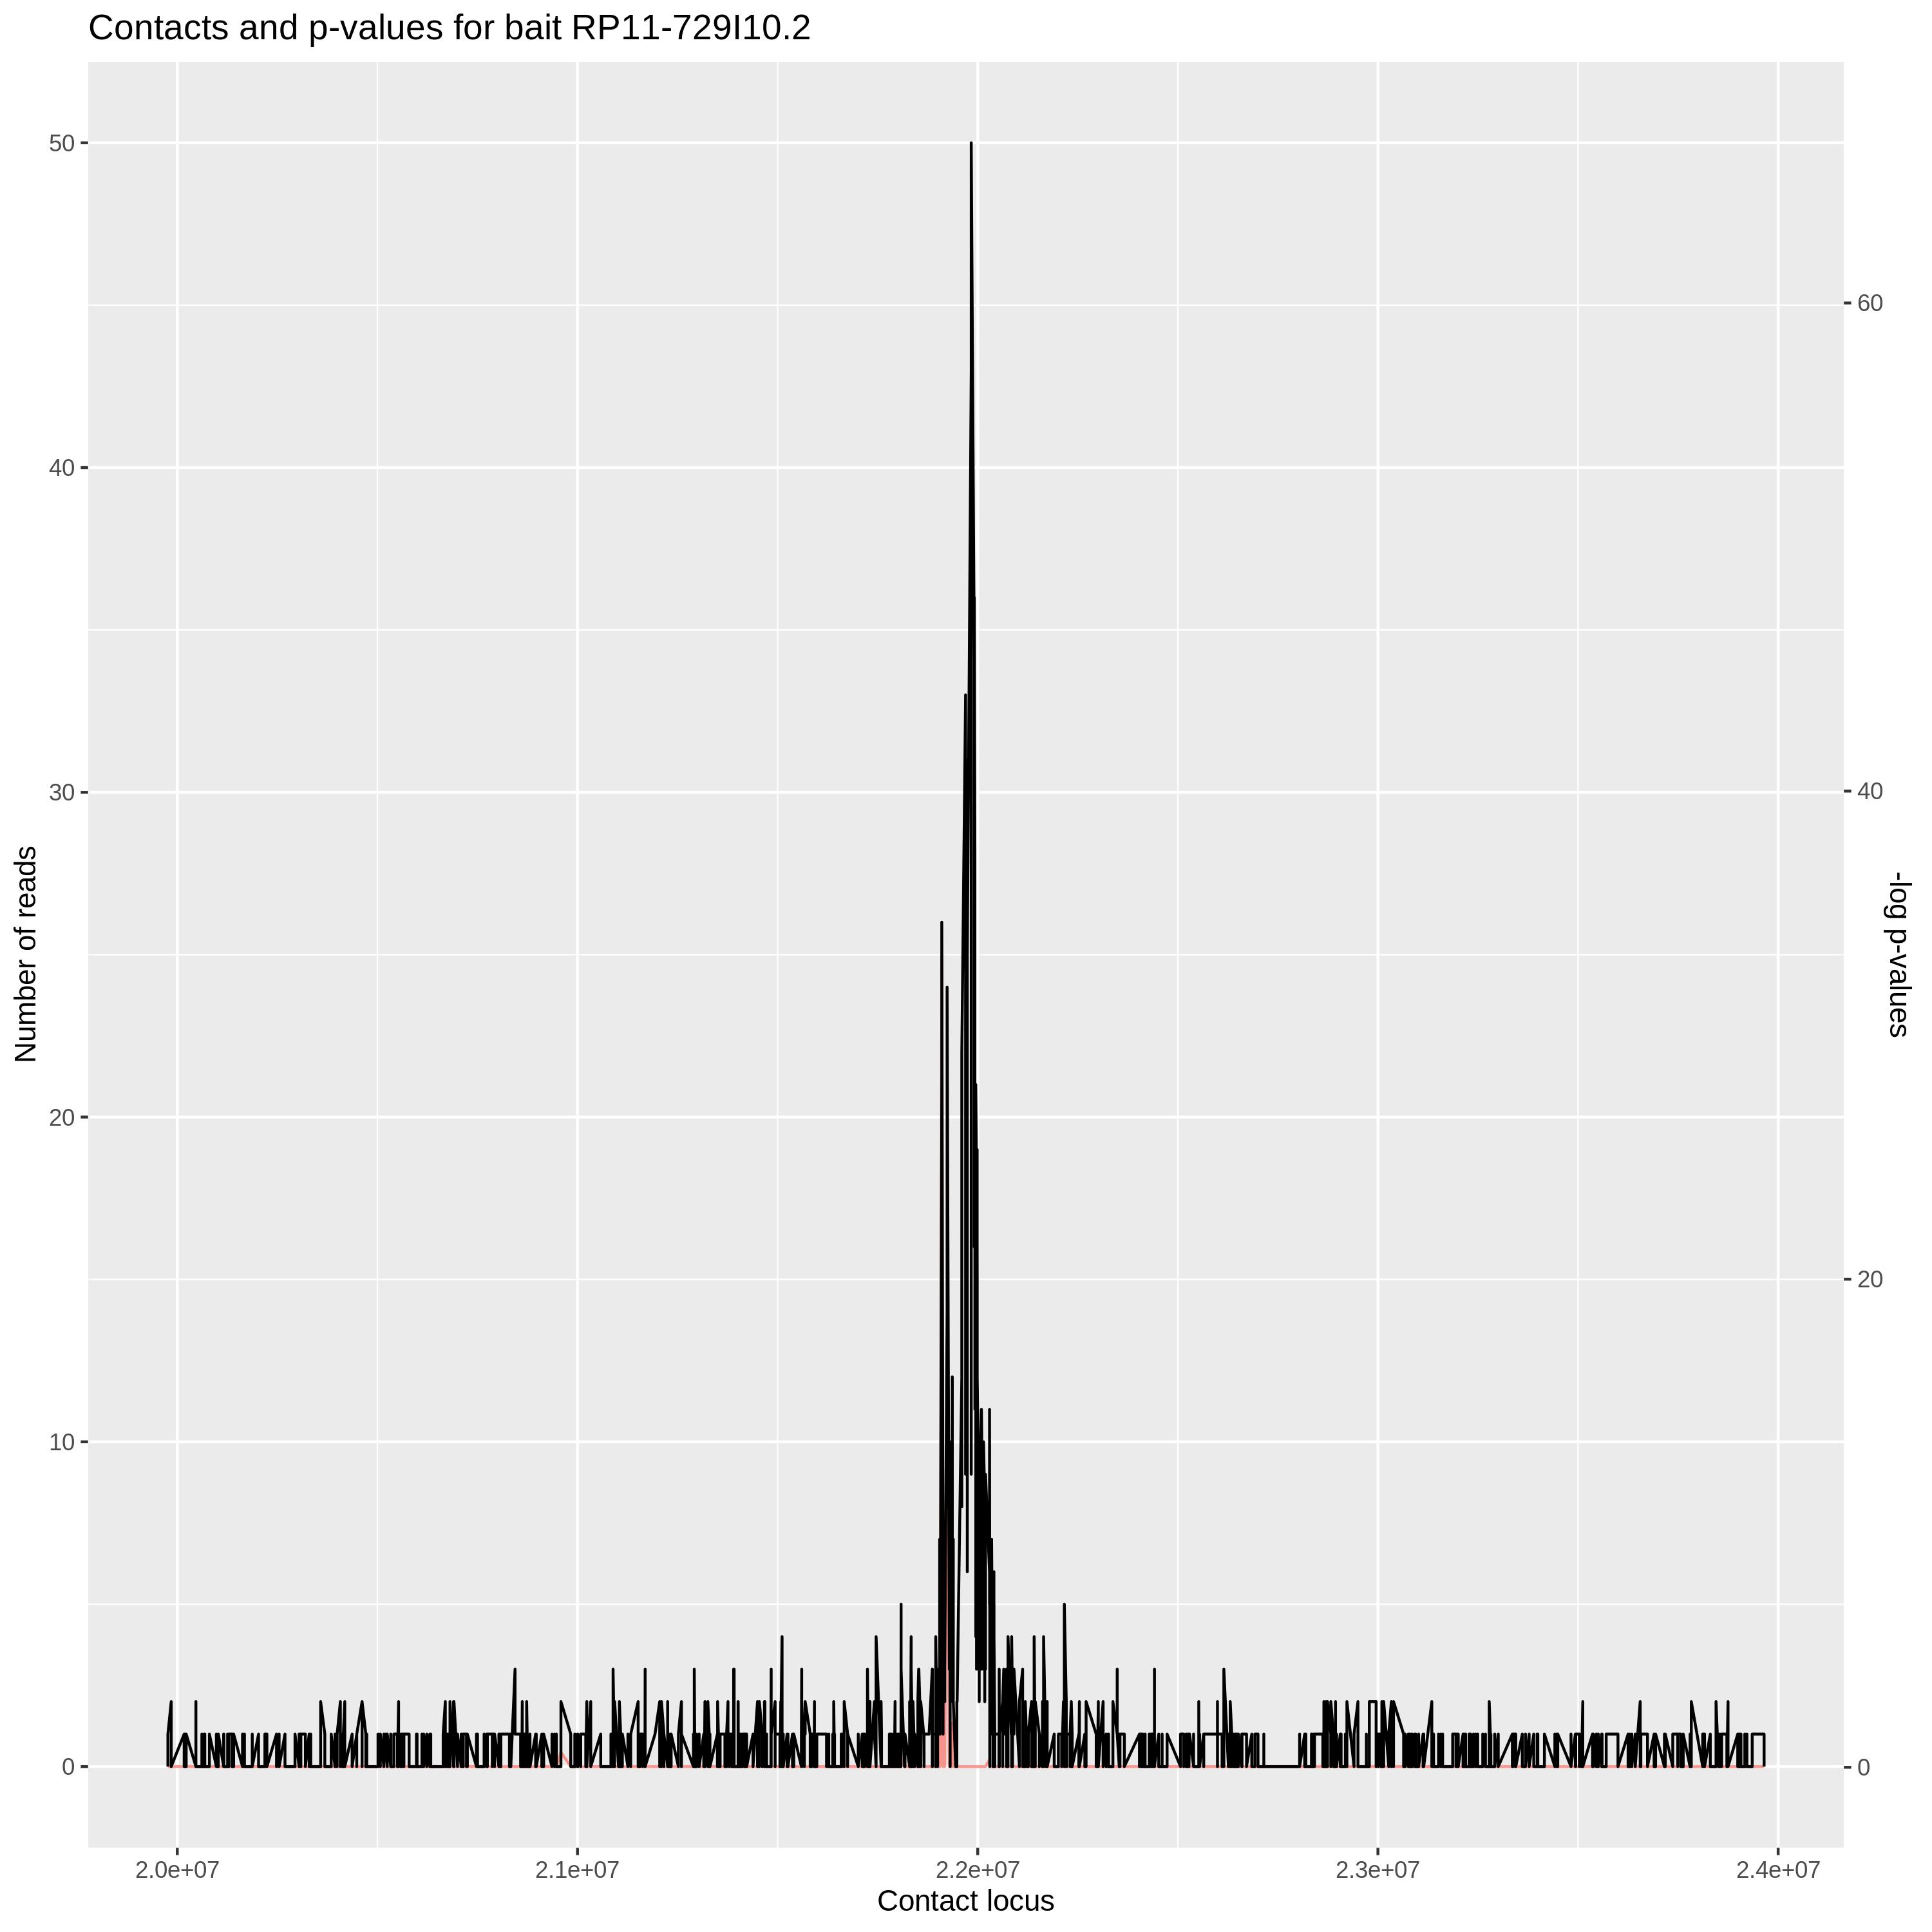 Contacts and p-values for bait RP11-729I10.2
50
40
30
20
10
0
Number of reads
60
40
20
0
-log p-values
2.0e+07 2.1e+07 2.2e+07 2.3e+07 2.4e+07
Contact locus